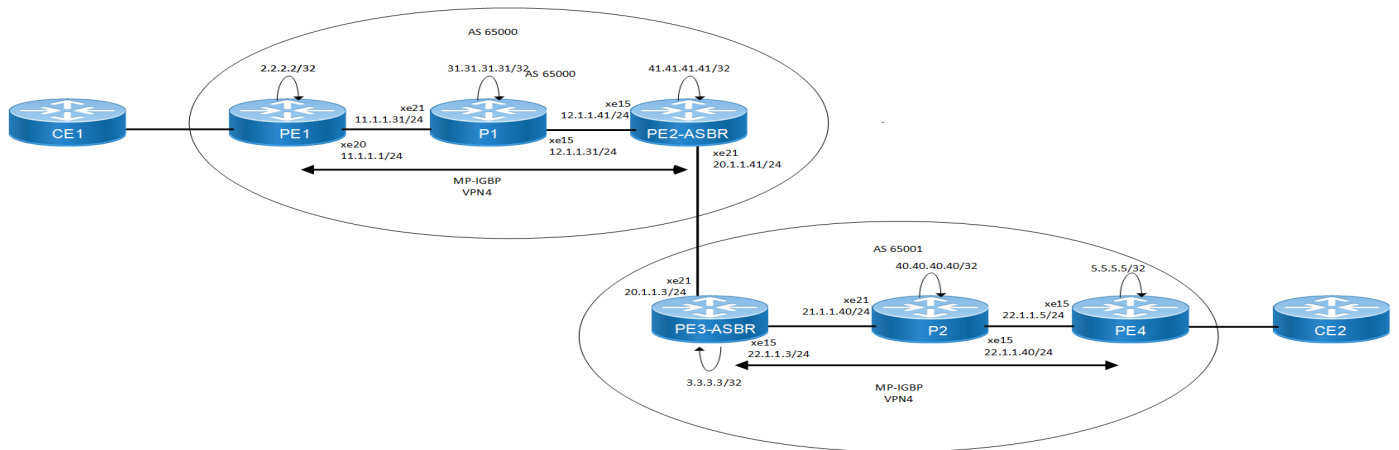 AS 65000
2.2.2.2/32
31.31.31.31/32
AS 65000
41.41.41.41/32
CE1
PE1
xe21
11.1.1.31/24
P1
xe15
12.1.1.41/24
PE2-ASBR
xe20
11.1.1.1/24
xe15
12.1.1.31/24
xe21
20.1.1.41/24
MP-IGBP
VPN4
AS 65001
40.40.40.40/32
5.5.5.5/32
xe21
20.1.1.3/24
PE3-ASBR
xe21
21.1.1.40/24
P2
xe15
22.1.1.5/24
PE4
CE2
xe15
22.1.1.3/24
xe15
22.1.1.40/24
3.3.3.3/32
MP-IGBP
VPN4